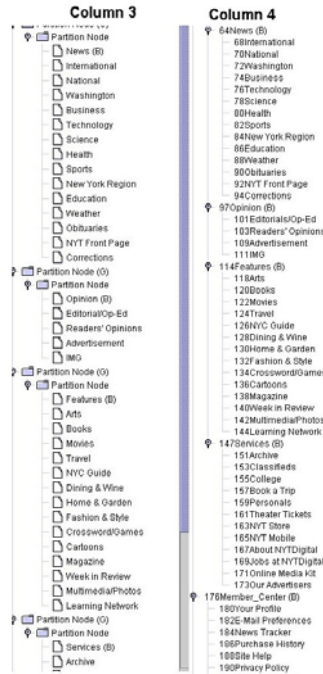 Column 3
Partition Node
News (B)
International
National
Washington
Business
Technology
Science
Health
Sports
New York Region
Education
Weather
Obituaries
NYT Front Page
Corrections
Partition Node (G)
Partition Node
Opinion (B)
Editorial/Op-Ed
Readers' Opinions
Advertisement
IMG
Partition Node (G)
Partition Node
Features (B)
Arts
Books
Movies
Travel
NYC Guide
Dining & Wine
Home & Garden
Fashion & Style
Crossword/Games
Cartoons
Magazine
Week in Review
Multimedia/Photos
Learning Network
Partition Node (G)
Partition Node
Services (B)
Archive
Column 4
64News (B)
68International
70National
72Washington
74Business
76Technology
78Science
80Health
82Sports
84New York Region
86Education
88Weather
90Obituaries
92NYT Front Page
94Corrections
97Opinion (B)
101Editorials/Op-Ed
103Readers' Opinions
109Advertisement
111IMG
114Features (B)
118Arts
120Books
122Movies
124Travel
126NYC Guide
128Dining & Wine
130Home & Garden
132Fashion & Style
134Crossword/Games
136Cartoons
138Magazine
140Week in Review
142Multimedia/Photos
144Learning Network
147Services (B)
151Archive
153Classifieds
155College
157Book a Trip
159Personals
161Theater Tickets
163NYT Store
165NYT Mobile
167About NYTDigital
169Jobs at NYTDigital
171Online Media Kit
173Our Advertisers
176Member_Center (B)
180Your Profile
182E-Mail Preferences
184News Tracker
186Purchase History
188Site Help
190Privacy Policy